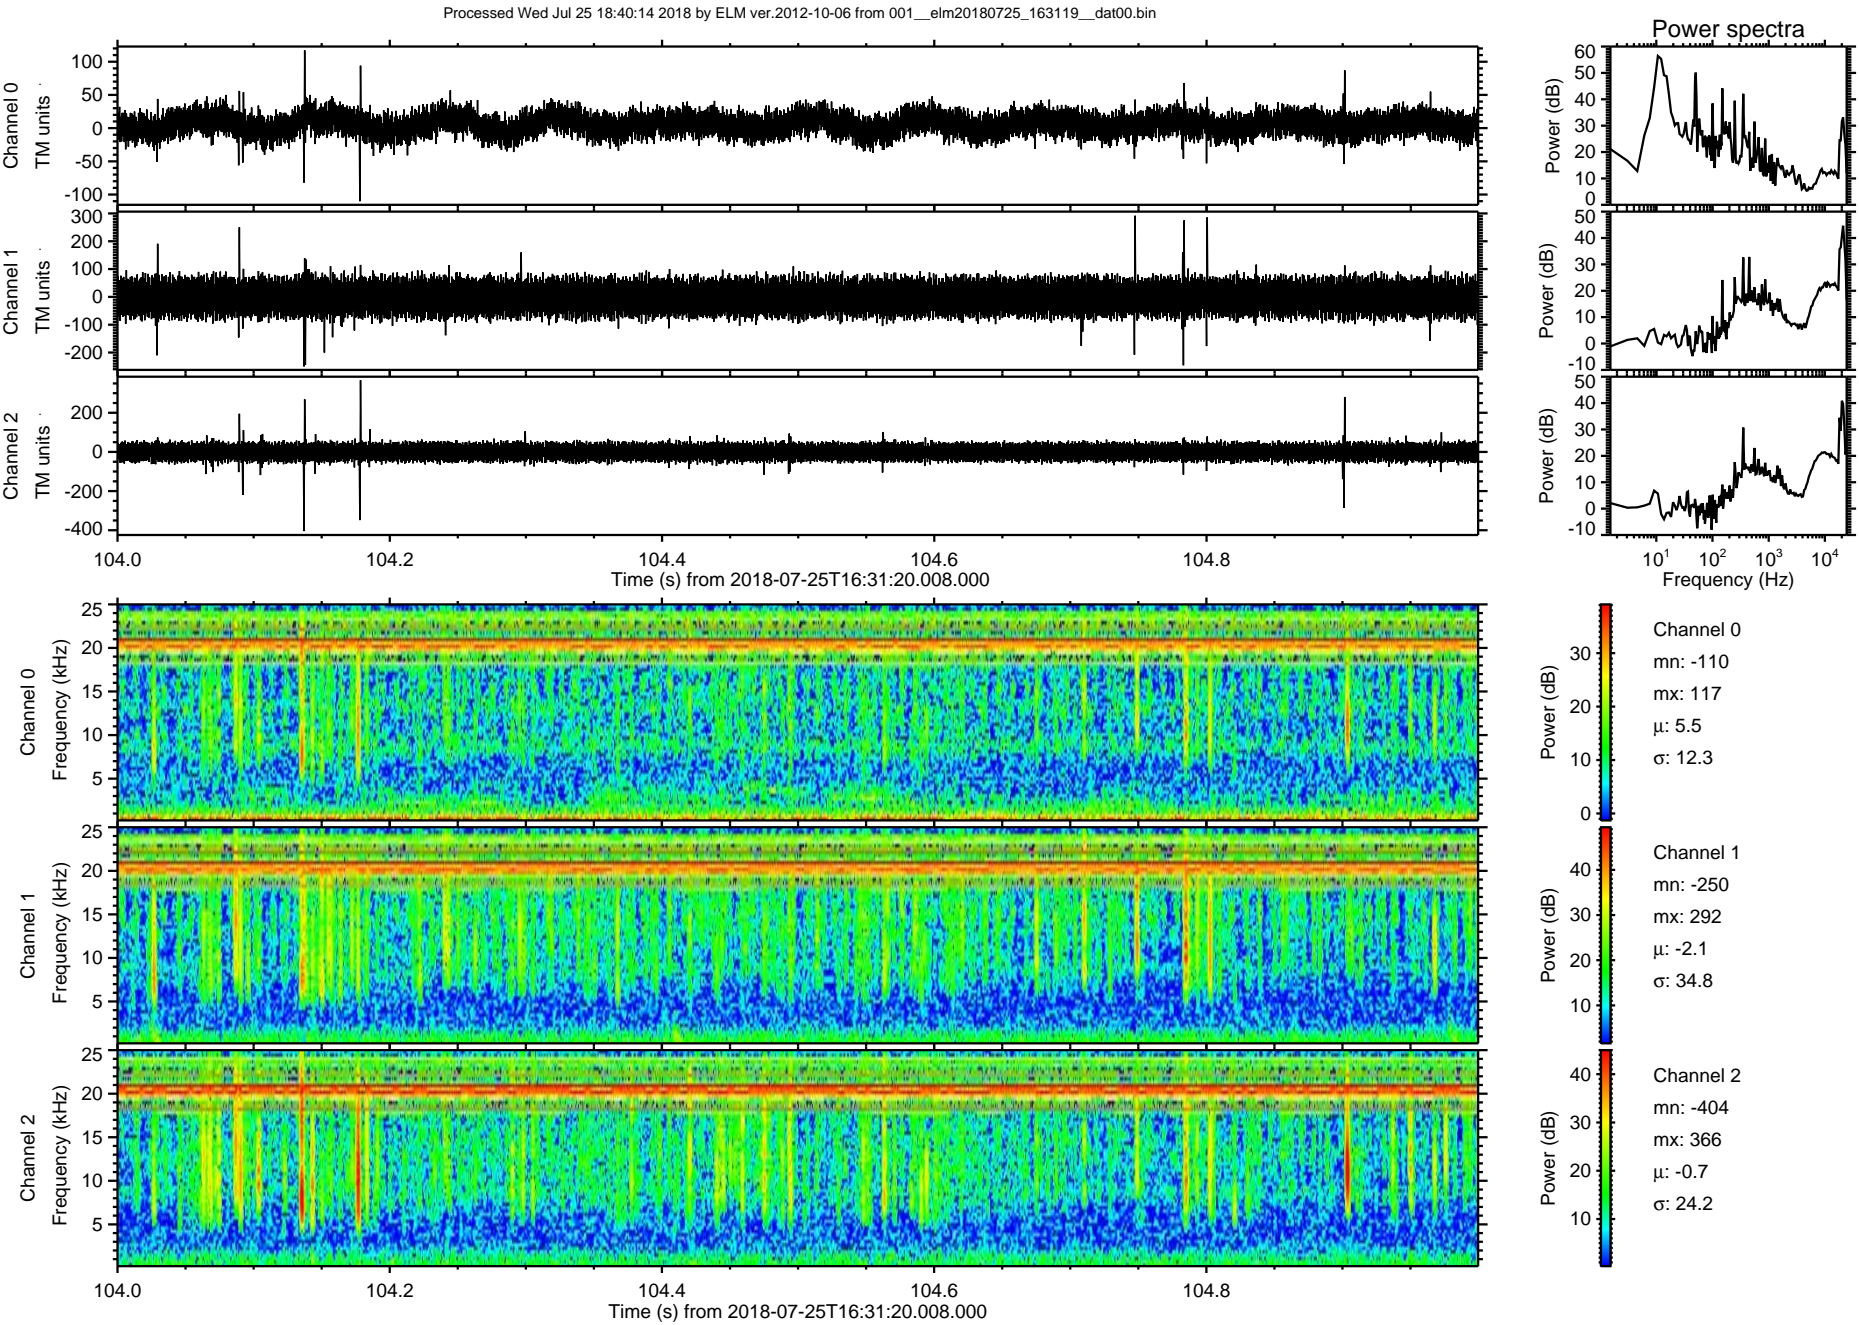 Processed Wed Jul 25 18:40:14 2018 by ELM ver.2012-10-06 from 001__elm20180725_163119__dat00.bin
Power spectra
Channel 0
TM units
100
50
0
-50
-100
Power (dB)
60
50
40
30
20
10
0
Channel 1
TM units
300
200
100
0
-100
-200
Power (dB)
50
40
30
20
10
0
-10
Channel 2
TM units
200
0
-200
-400
Power (dB)
50
40
30
20
10
0
-10
104.0 104.2 104.4 104.6 104.8
Time (s) from 2018-07-25T16:31:20.008.000
10^1 10^2 10^3 10^4
Frequency (Hz)
Channel 0
Frequency (kHz)
25
20
15
10
5
Power (dB)
30
20
10
0
Channel 0
mn: -110
mx: 117
μ: 5.5
σ: 12.3
Channel 1
Frequency (kHz)
25
20
15
10
5
Power (dB)
40
30
20
10
Channel 1
mn: -250
mx: 292
μ: -2.1
σ: 34.8
Channel 2
Frequency (kHz)
25
20
15
10
5
Power (dB)
40
30
20
10
Channel 2
mn: -404
mx: 366
μ: -0.7
σ: 24.2
104.0 104.2 104.4 104.6 104.8
Time (s) from 2018-07-25T16:31:20.008.000